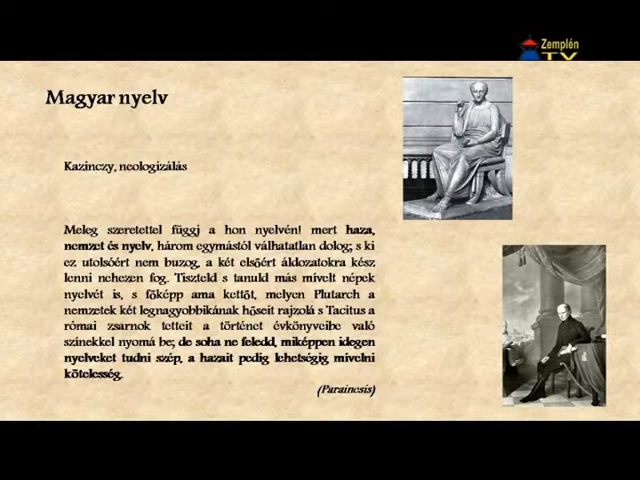 Zemplén
TV
Magyar nyelv
Kazinczy, neologizálás
Meleg szeretettel függj a hon nyelvén! mert haza,
nemzet és nyelv, három egymástól válhatatlan dolog; s ki
ez utolsóért nem buzog, a két elsőért áldozatokra kész
lenni nehezen fog. Tiszteld s tanuld más mívelt népek
nyelvét is, s főképp ama kettőt, melyen Plutarch a
nemzetek két legnagyobbikának hőseit rajzolá s Tacitus a
római zsarnok tetteit a történet évkönyveibe való
színekkel nyomá be; de soha ne feledd, miképpen idegen
nyelveket tudni szép, a hazait pedig lehetségig mívelni
kötelesség.
(Parainesis)